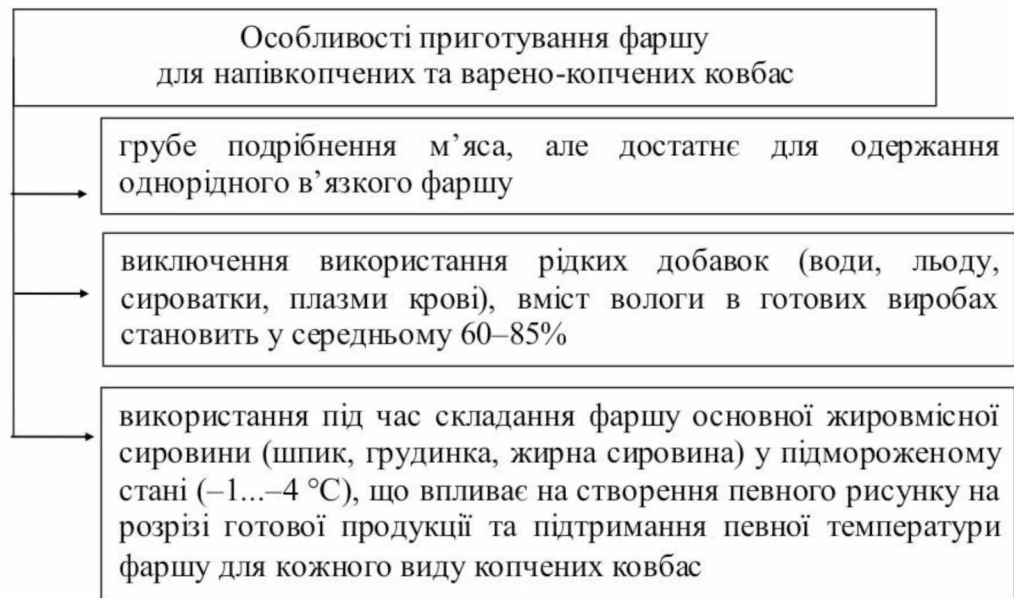 Особливості приготування фаршу
для напівкопчених та варено-копчених ковбас
грубе подрібнення м’яса, але достатнє для одержання
однорідного в’язкого фаршу
виключення використання рідких добавок (води, льоду,
сироватки, плазми крові), вміст вологи в готових виробах
становить у середньому 60–85%
використання під час складання фаршу основної жировмісної
сировини (шпик, грудинка, жирна сировина) у підмороженому
стані (–1...–4 °С), що впливає на створення певного рисунку на
розрізі готової продукції та підтримання певної температури
фаршу для кожного виду копчених ковбас